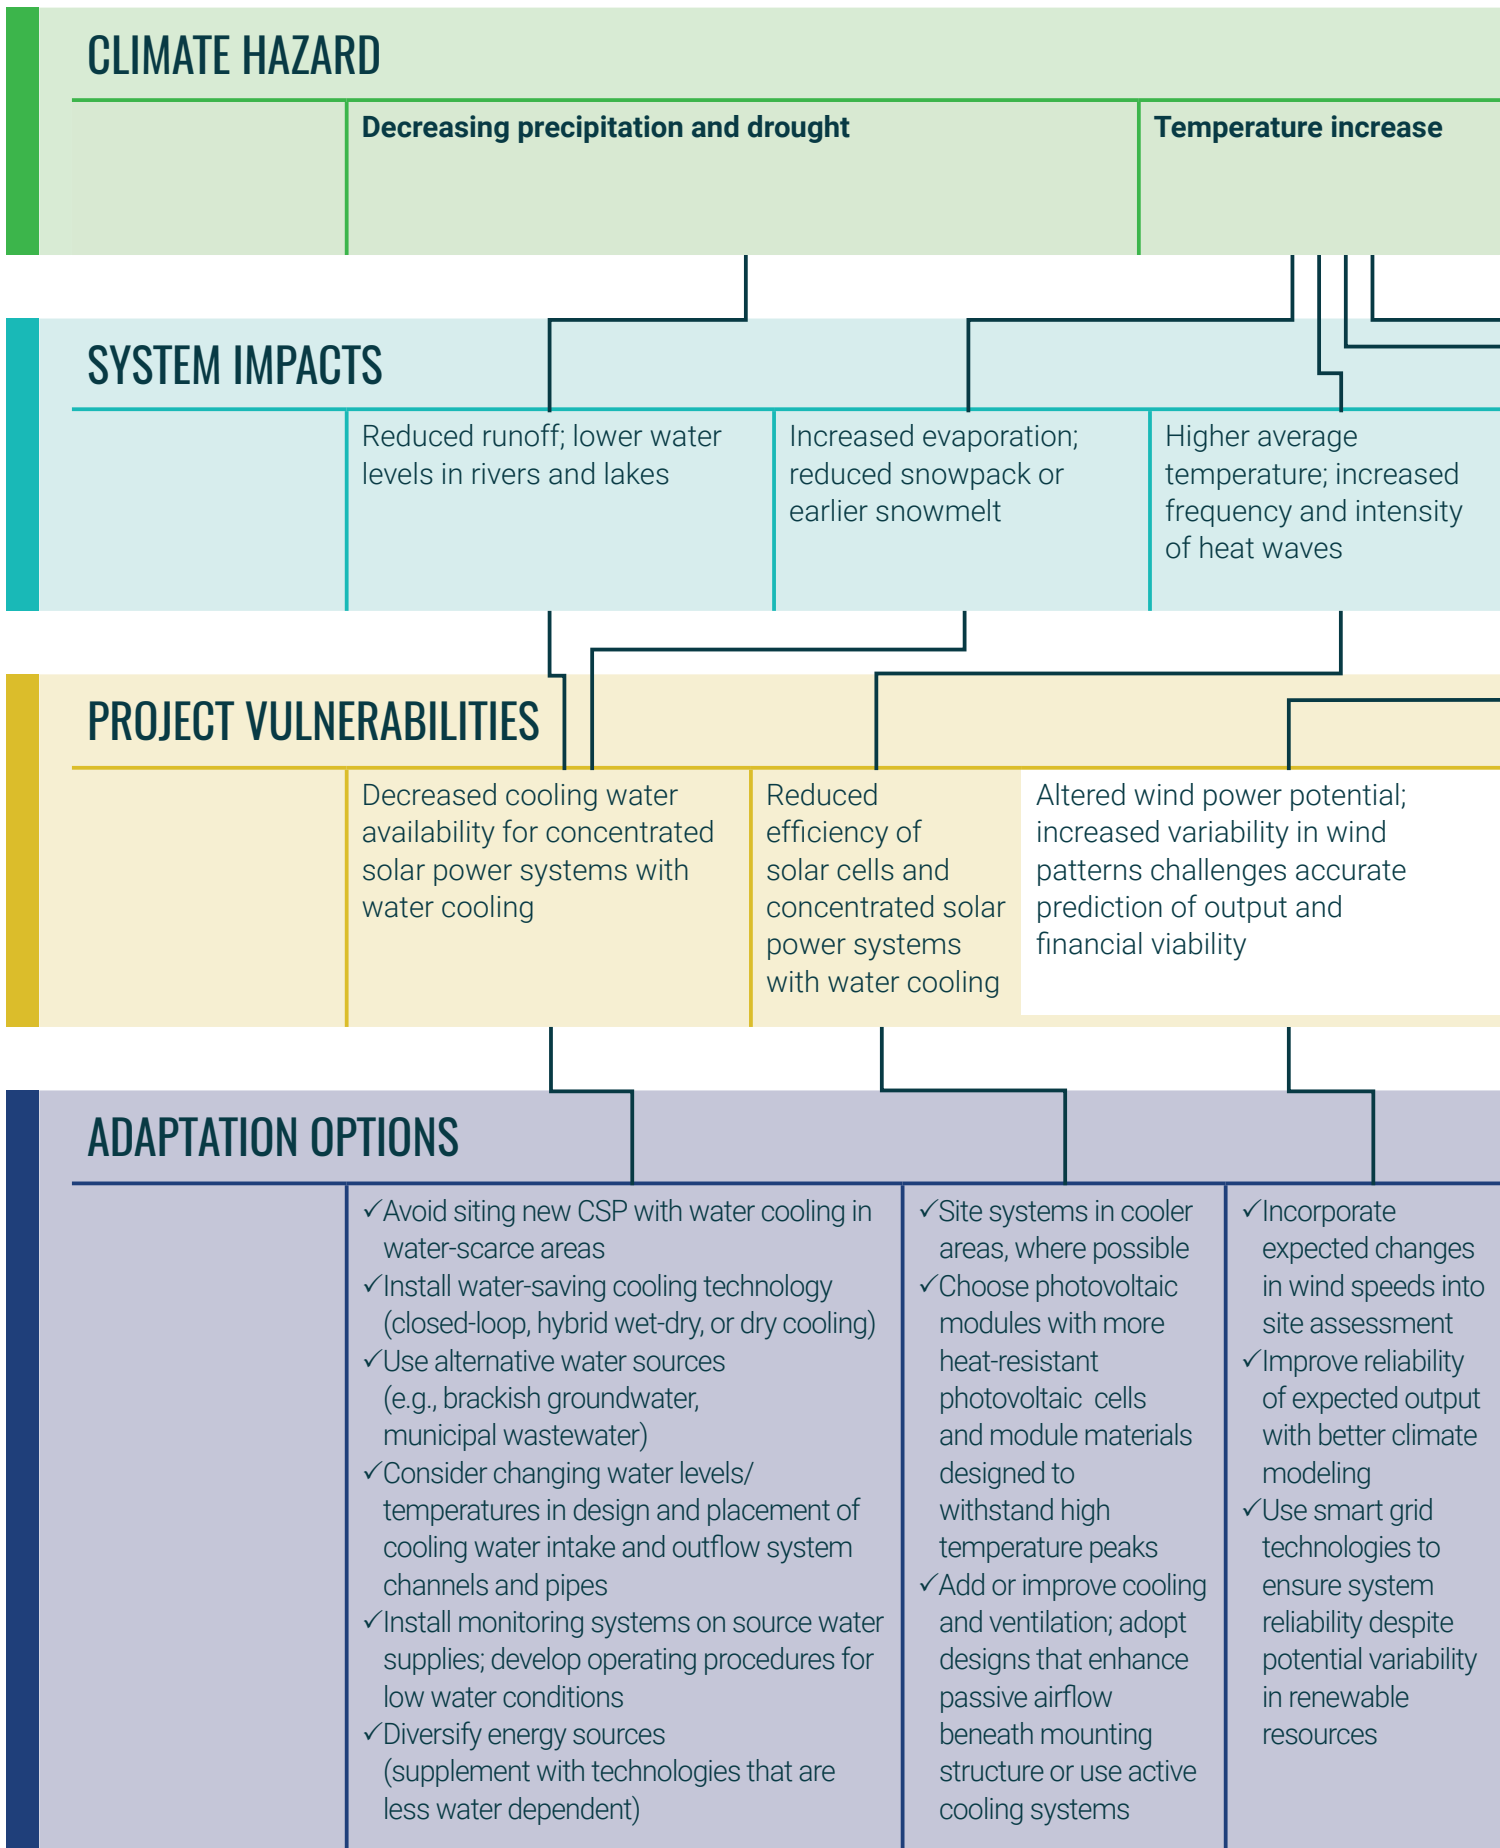 CLIMATE HAZARD
Decreasing precipitation and drought
Temperature increase
SYSTEM IMPACTS
Reduced runoff; lower water
levels in rivers and lakes
Increased evaporation;
reduced snowpack or
earlier snowmelt
Higher average
temperature; increased
frequency and intensity
of heat waves
PROJECT VULNERABILITIES
Decreased cooling water
availability for concentrated
solar power systems with
water cooling
Reduced
efficiency of
solar cells and
concentrated solar
power systems
with water cooling
Altered wind power potential;
increased variability in wind
patterns challenges accurate
prediction of output and
financial viability
ADAPTATION OPTIONS
✓Avoid siting new CSP with water cooling in
water-scarce areas
✓Install water-saving cooling technology
(closed-loop, hybrid wet-dry, or dry cooling)
✓Use alternative water sources
(e.g., brackish groundwater,
municipal wastewater)
✓Consider changing water levels/
temperatures in design and placement of
cooling water intake and outflow system
channels and pipes
✓Install monitoring systems on source water
supplies; develop operating procedures for
low water conditions
✓Diversify energy sources
(supplement with technologies that are
less water dependent)
✓Site systems in cooler
areas, where possible
✓Choose photovoltaic
modules with more
heat-resistant
photovoltaic cells
and module materials
designed to
withstand high
temperature peaks
✓Add or improve cooling
and ventilation; adopt
designs that enhance
passive airflow
beneath mounting
structure or use active
cooling systems
✓Incorporate
expected changes
in wind speeds into
site assessment
✓Improve reliability
of expected output
with better climate
modeling
✓Use smart grid
technologies to
ensure system
reliability despite
potential variability
in renewable
resources